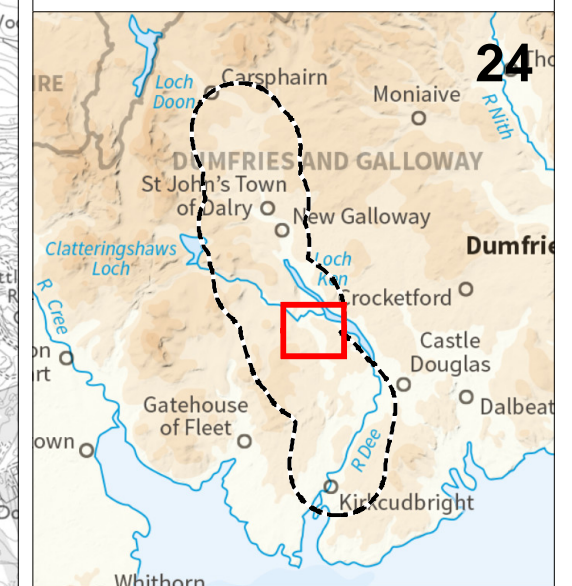 24
Carsphairn
Loch
Doon
Moniaive
R Nith
DUMFRIES AND GALLOWAY
St John's Town
of Dalry
New Galloway
Clatteringshaws
Loch
Loch
Ken
Crocketford
R Cree
Castle
Douglas
Gatehouse
of Fleet
R Dee
Kirkcudbright
Whithorn